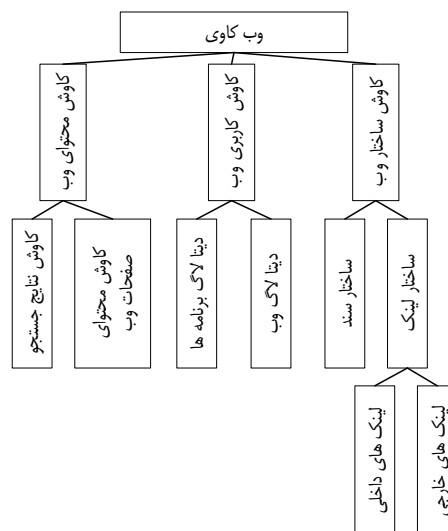 وب کاوی
کاوش ساختار وب
کاوش کاربری وب
کاوش محتوای وب
ساختار لینک
ساختار سند
دیتا لاگ وب
دیتا لاگ برنامه ها
کاوش محتوای
صفحات وب
کاوش نتایج جستجو
لینک های خارجی
لینک های داخلی